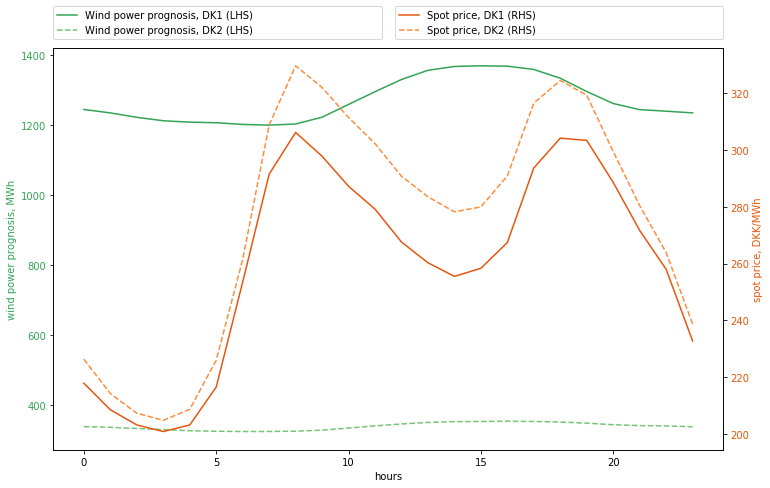 Wind power prognosis, DK1 (LHS)
Wind power prognosis, DK2 (LHS)
Spot price, DK1 (RHS)
Spot price, DK2 (RHS)
1400
1200
1000
800
600
400
wind power prognosis, MWh
320
300
280
260
240
220
200
spot price, DKK/MWh
0
5
10
15
20
hours